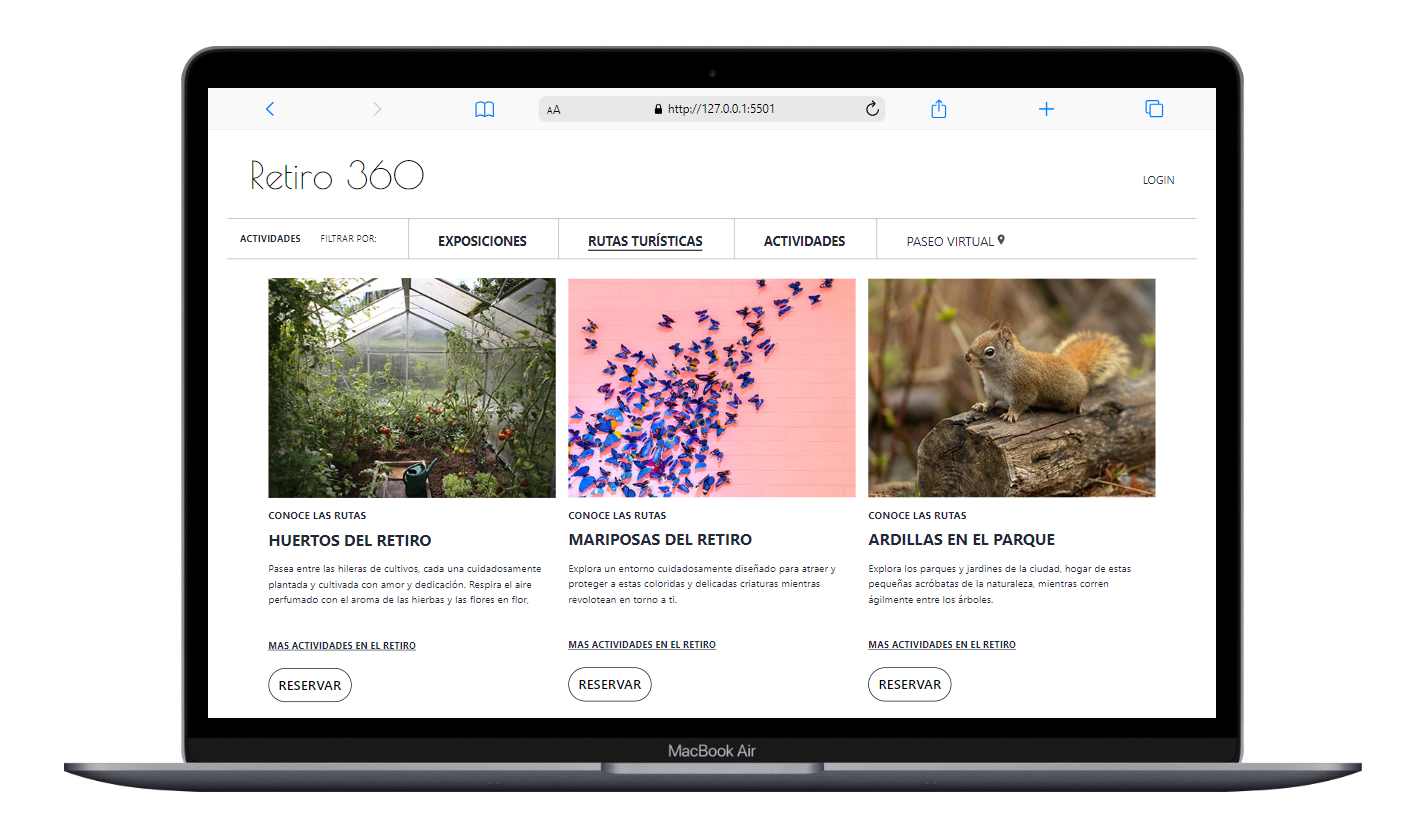 AA http://127.0.0.1:5501
Retiro 360
LOGIN
ACTIVIDADES FILTRAR POR: EXPOSICIONES RUTAS TURÍSTICAS ACTIVIDADES PASEO VIRTUAL
CONOCE LAS RUTAS
HUERTOS DEL RETIRO
Pasea entre las hileras de cultivos, cada una cuidadosamente
plantada y cultivada con amor y dedicación. Respira el aire
perfumado con el aroma de las hierbas y las flores en flor,
MAS ACTIVIDADES EN EL RETIRO
RESERVAR
CONOCE LAS RUTAS
MARIPOSAS DEL RETIRO
Explora un entorno cuidadosamente diseñado para atraer y
proteger a estas coloridas y delicadas criaturas mientras
revolotean en torno a ti.
MAS ACTIVIDADES EN EL RETIRO
RESERVAR
CONOCE LAS RUTAS
ARDILLAS EN EL PARQUE
Explora los parques y jardines de la ciudad, hogar de estas
pequeñas acróbatas de la naturaleza, mientras corren
ágilmente entre los árboles.
MAS ACTIVIDADES EN EL RETIRO
RESERVAR
MacBook Air